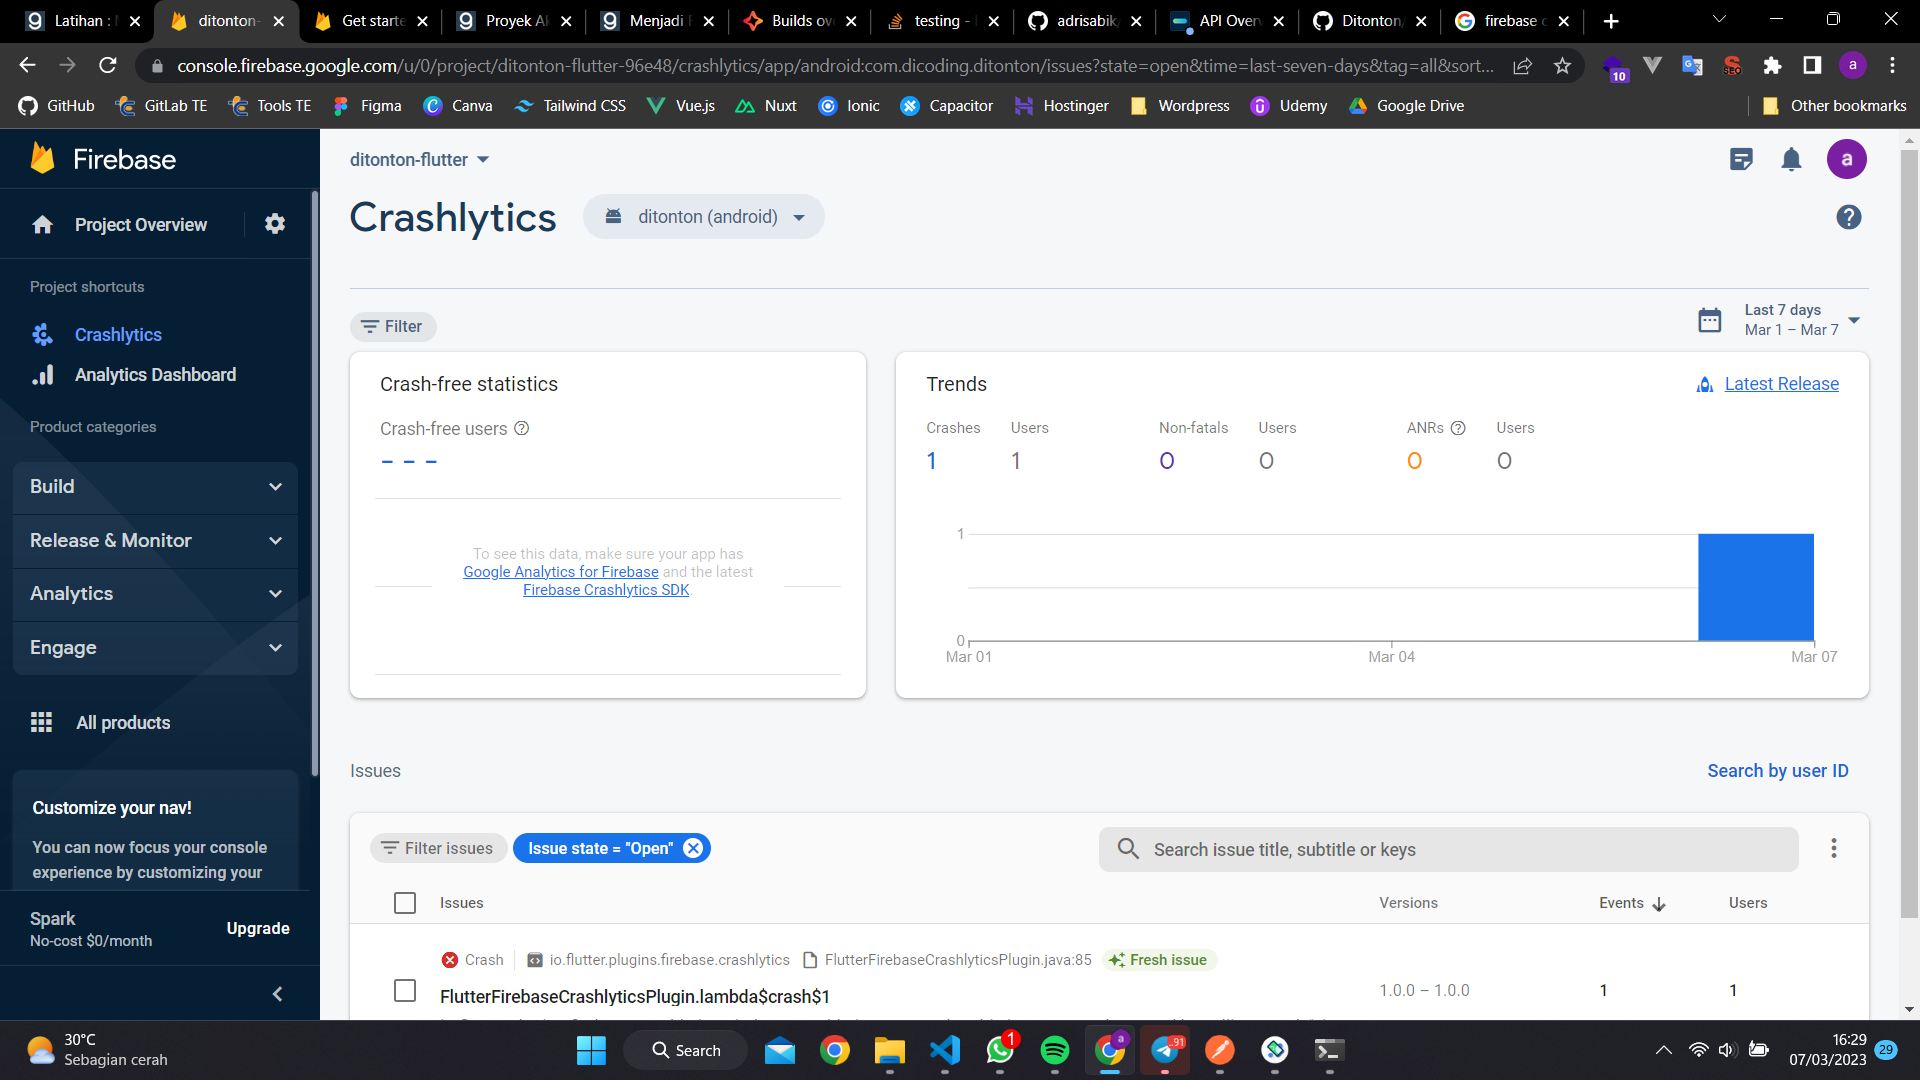 Latihan : M
ditonton-
Get starte
Proyek Ak
Menjadi F
Builds ove
testing -
adrisabik
API Over
Ditonton/
firebase c
console.firebase.google.com/u/0/project/ditonton-flutter-96e48/crashlytics/app/android:com.dicoding.ditonton/issues?state=open&time=last-seven-days&tag=all&sort...
10
a
GitHub
GitLab TE
Tools TE
Figma
Canva
Tailwind CSS
Vue.js
Nuxt
Ionic
Capacitor
Hostinger
Wordpress
Udemy
Google Drive
Other bookmarks
Firebase
ditonton-flutter
a
Crashlytics
ditonton (android)
Project Overview
Project shortcuts
Crashlytics
Analytics Dashboard
Product categories
Build
Release & Monitor
Analytics
Engage
All products
Customize your nav!
You can now focus your console
experience by customizing your
Spark
No-cost $0/month
Upgrade
Filter
Last 7 days
Mar 1 – Mar 7
Crash-free statistics
Crash-free users
– – –
To see this data, make sure your app has
Google Analytics for Firebase and the latest
Firebase Crashlytics SDK
Trends
Latest Release
Crashes Users Non-fatals Users ANRs Users
1 1 0 0 0 0
1
0
Mar 01 Mar 04 Mar 07
Issues
Search by user ID
Filter issues
Issue state = "Open"
Search issue title, subtitle or keys
Issues Versions Events Users
Crash io.flutter.plugins.firebase.crashlytics FlutterFirebaseCrashlyticsPlugin.java:85 Fresh issue
FlutterFirebaseCrashlyticsPlugin.lambda$crash$1
1.0.0 – 1.0.0 1 1
30°C
Sebagian cerah
Search
1
a
91
16:29
07/03/2023
29